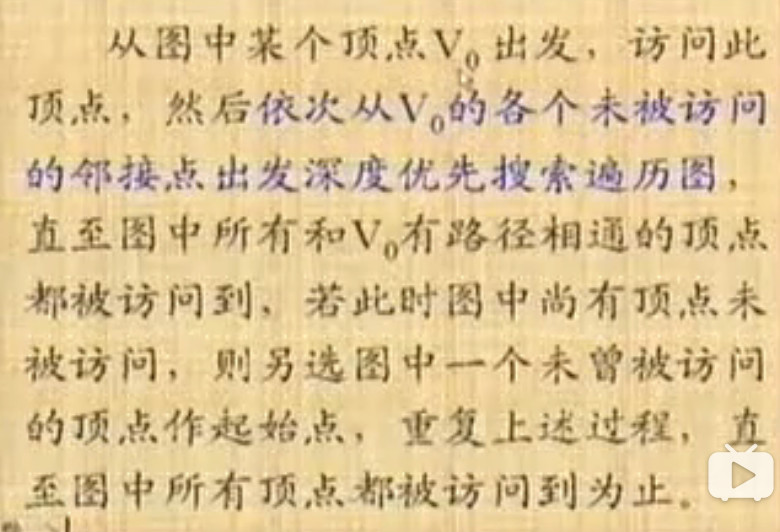 从图中某个顶点V₀出发，访问此
顶点，然后依次从V₀的各个未被访问
的邻接点出发深度优先搜索遍历图，
直至图中所有和V₀有路径相通的顶点
都被访问到，若此时图中尚有顶点未
被访问，则另选图中一个未曾被访问
的顶点作起始点，重复上述过程，直
至图中所有顶点都被访问到为止。